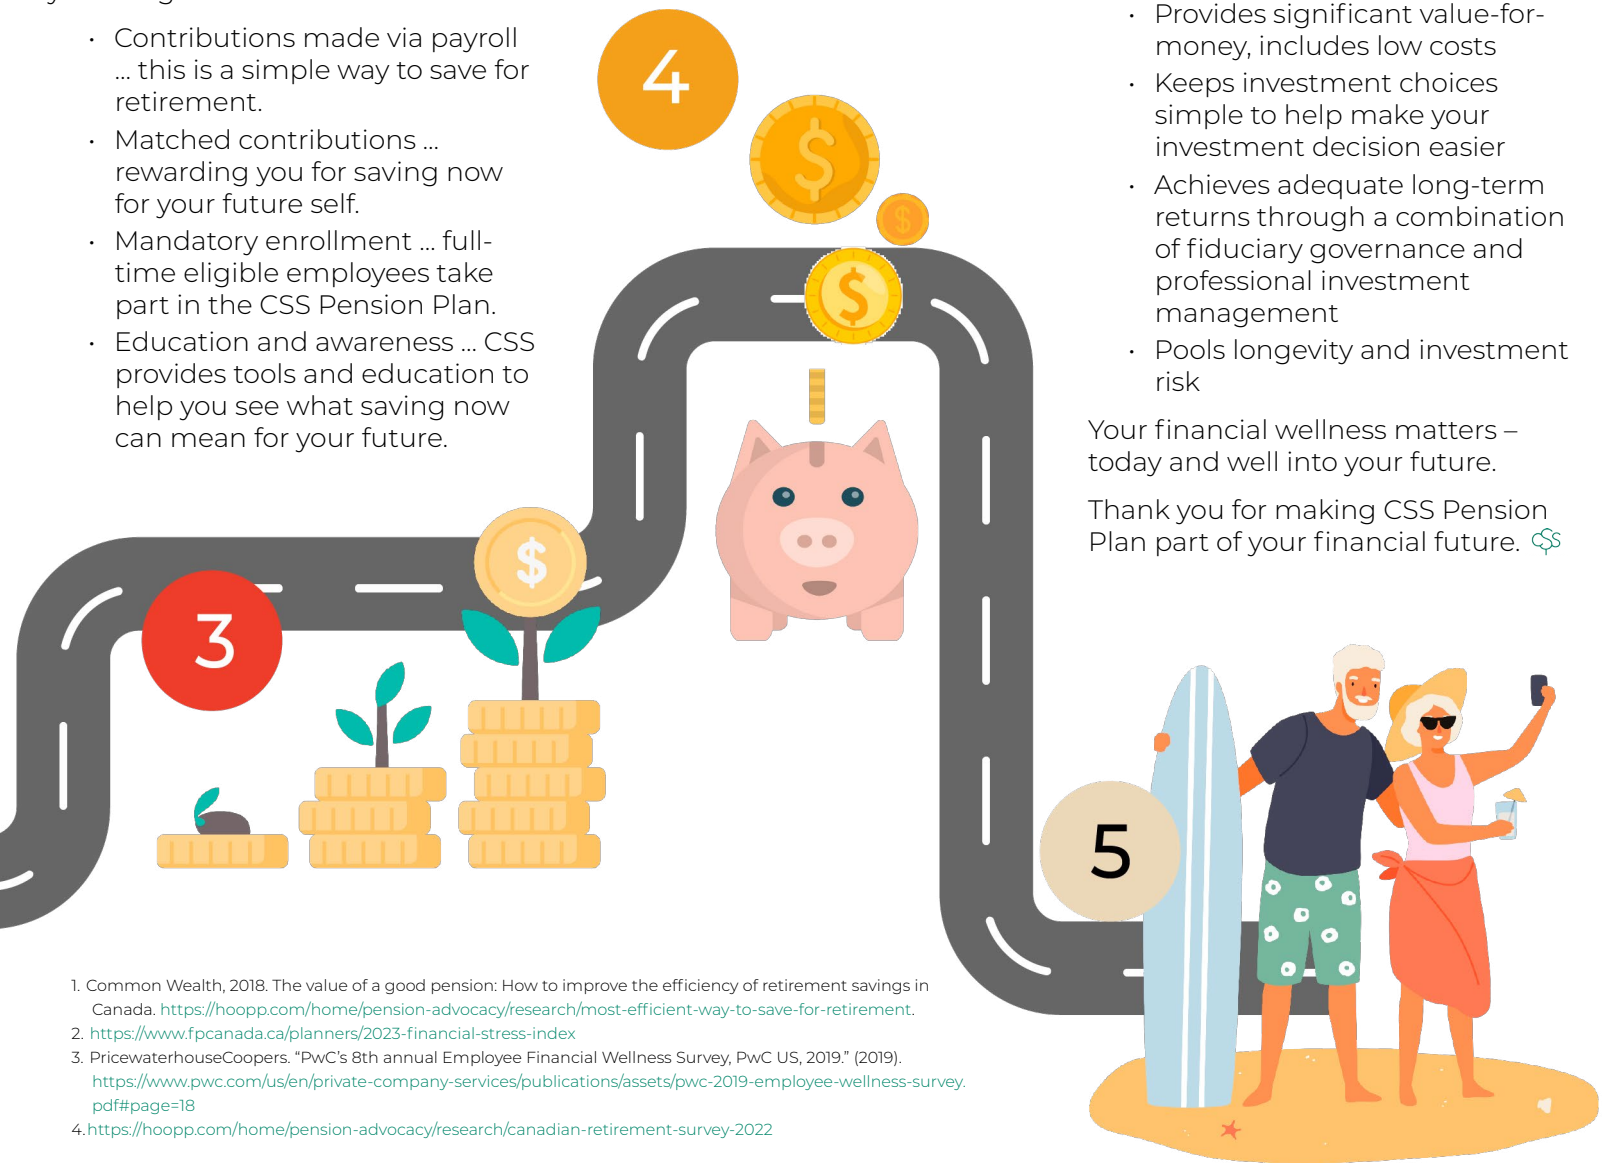 • Contributions made via payroll
... this is a simple way to save for
retirement.
• Matched contributions ...
rewarding you for saving now
for your future self.
• Mandatory enrollment ... full-
time eligible employees take
part in the CSS Pension Plan.
• Education and awareness ... CSS
provides tools and education to
help you see what saving now
can mean for your future.
4
$
$
$
3
$
• Provides significant value-for-
money, includes low costs
• Keeps investment choices
simple to help make your
investment decision easier
• Achieves adequate long-term
returns through a combination
of fiduciary governance and
professional investment
management
• Pools longevity and investment
risk
Your financial wellness matters –
today and well into your future.
Thank you for making CSS Pension
Plan part of your financial future. CSS
5
1. Common Wealth, 2018. The value of a good pension: How to improve the efficiency of retirement savings in
Canada. https://hoopp.com/home/pension-advocacy/research/most-efficient-way-to-save-for-retirement.
2. https://www.fpcanada.ca/planners/2023-financial-stress-index
3. PricewaterhouseCoopers. “PwC’s 8th annual Employee Financial Wellness Survey, PwC US, 2019.” (2019).
https://www.pwc.com/us/en/private-company-services/publications/assets/pwc-2019-employee-wellness-survey.
pdf#page=18
4. https://hoopp.com/home/pension-advocacy/research/canadian-retirement-survey-2022